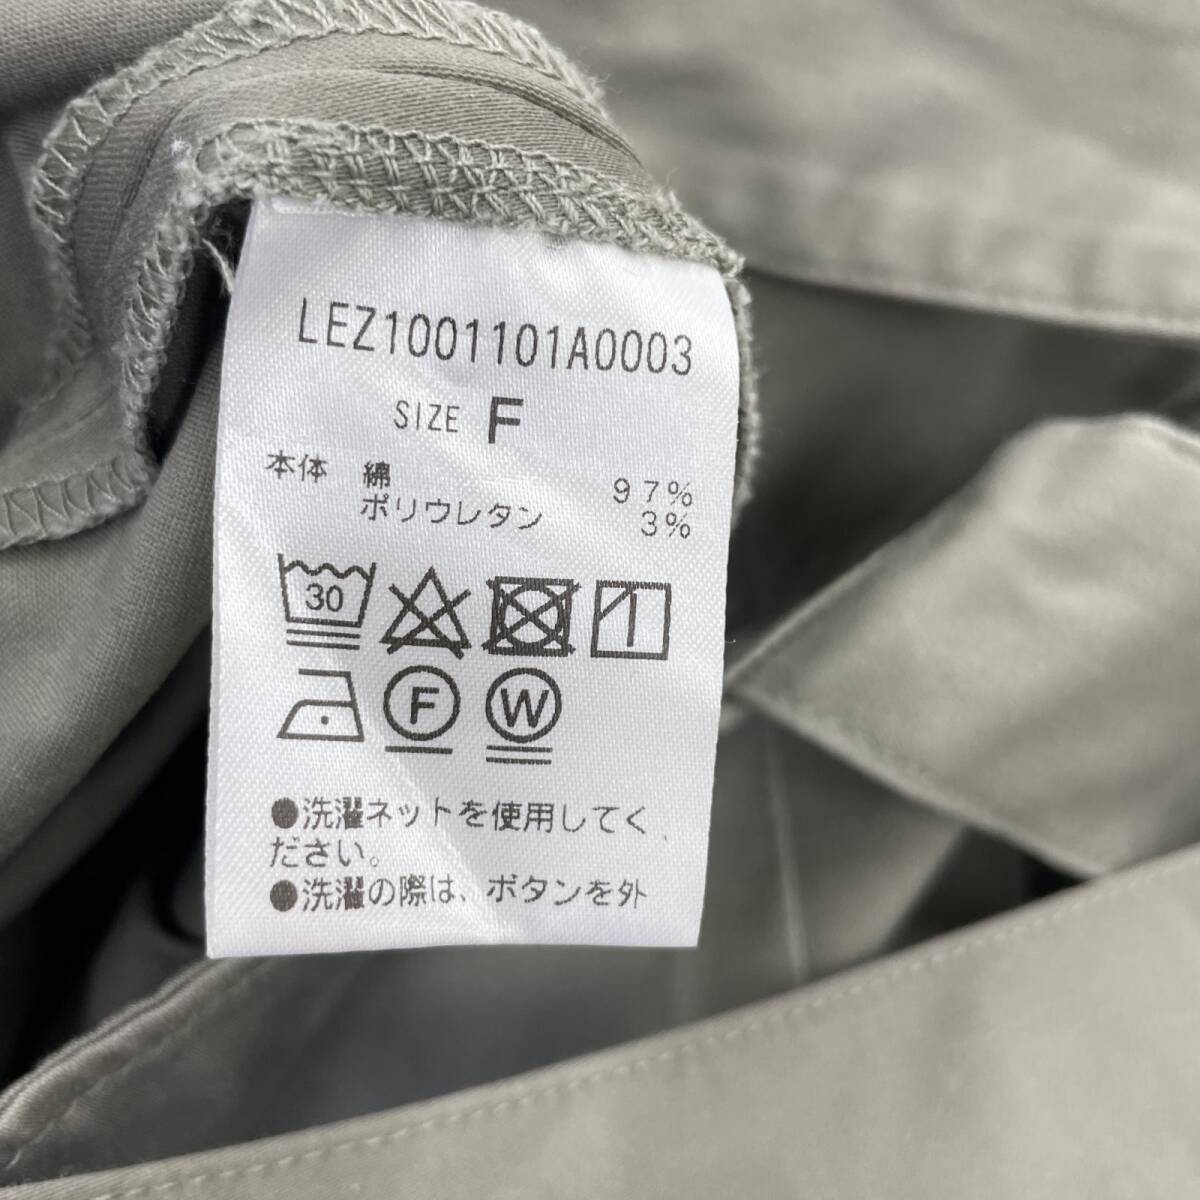 LEZ1001101A0003
SIZE F
本体 綿 97%
ポリウレタン 3%
30
F W
●洗濯ネットを使用してく
ださい。
●洗濯の際は、ボタンを外